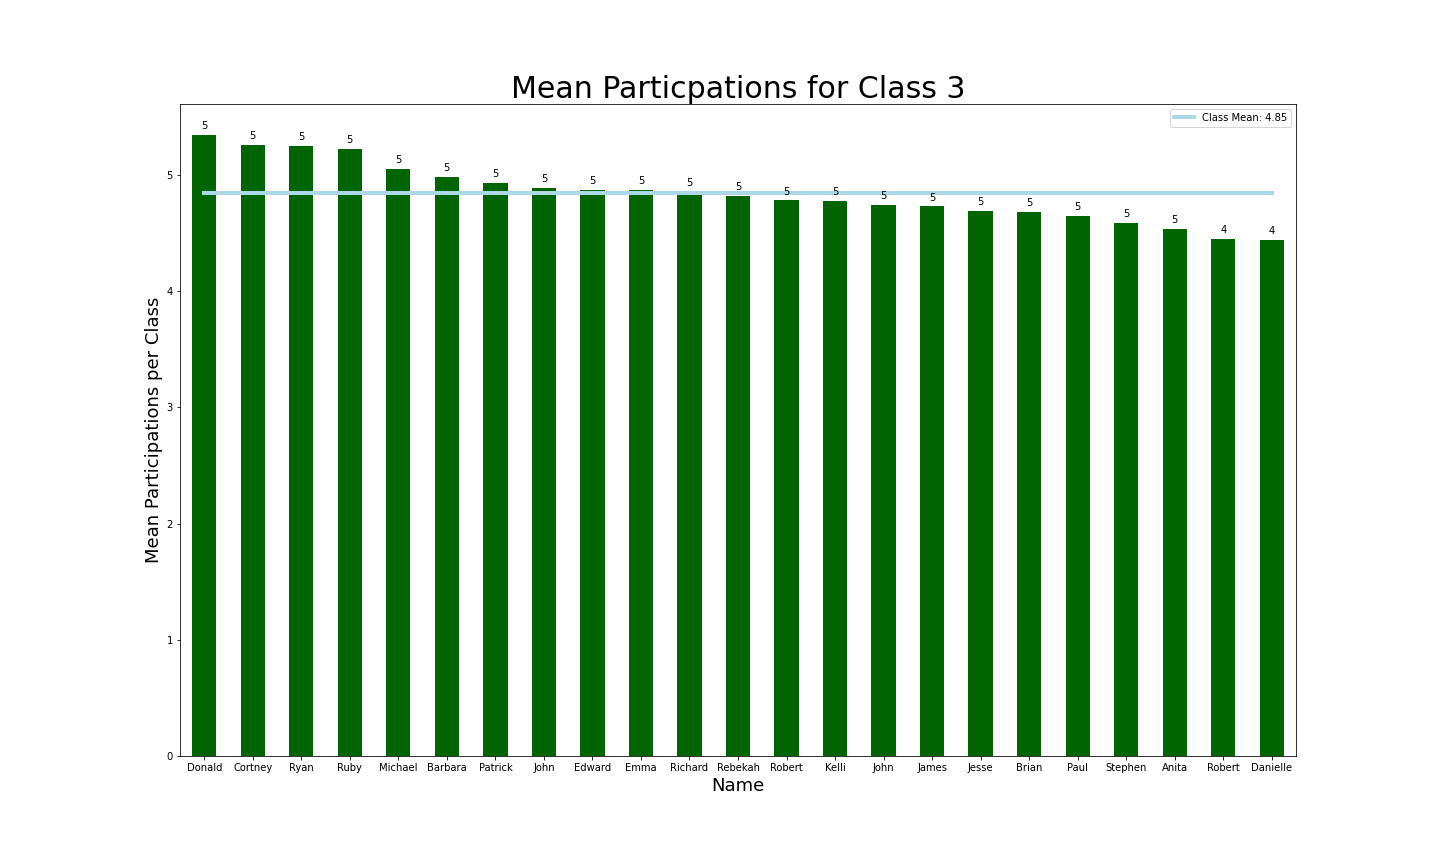 Mean Particpations for Class 3
Class Mean: 4.85
5 5 5 5 5 5 5 5 5 5 5 5 5 5 5 5 5 5 5 5 5 4 4
Mean Participations per Class
5
4
3
2
1
0
Donald Cortney Ryan Ruby Michael Barbara Patrick John Edward Emma Richard Rebekah Robert Kelli John James Jesse Brian Paul Stephen Anita Robert Danielle
Name